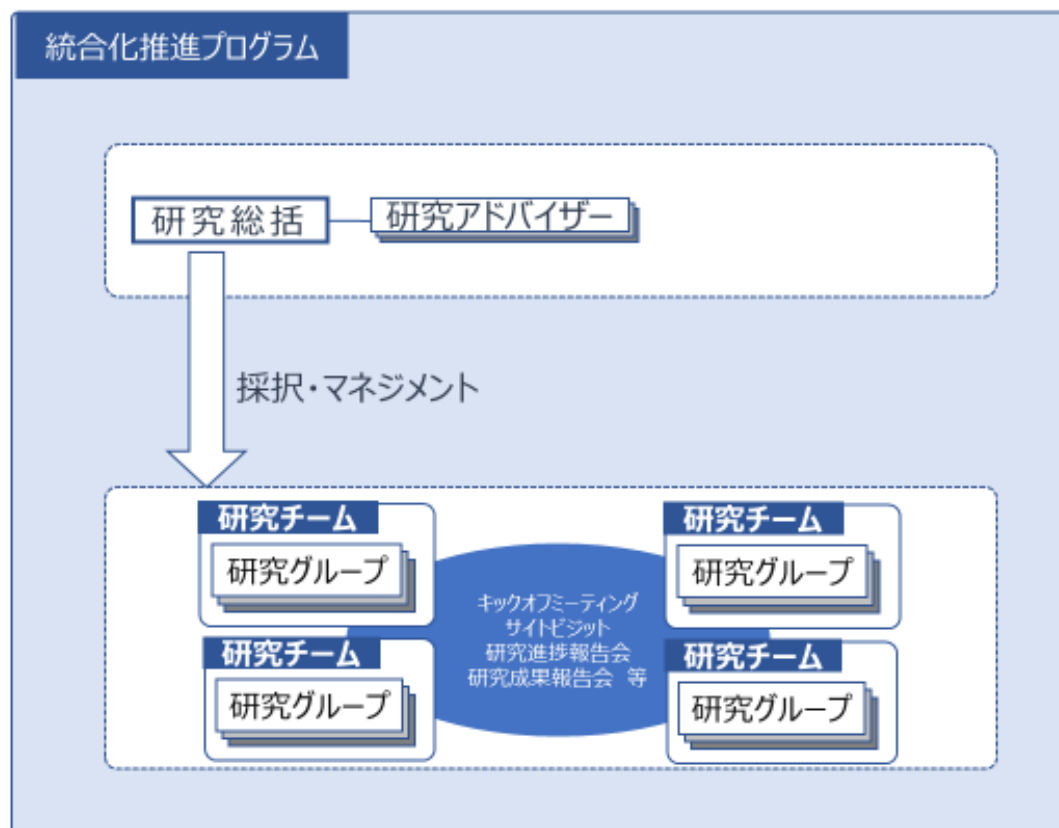 統合化推進プログラム
研究総括
研究アドバイザー
採択・マネジメント
研究チーム
研究グループ
研究チーム
研究グループ
キックオフミーティング
サイトビジット
研究進捗報告会
研究成果報告会 等
研究チーム
研究グループ
研究チーム
研究グループ